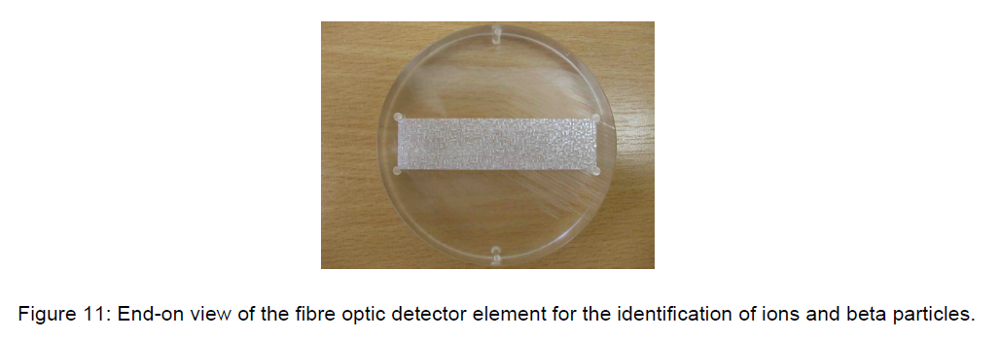 Figure 11: End-on view of the fibre optic detector element for the identification of ions and beta particles.